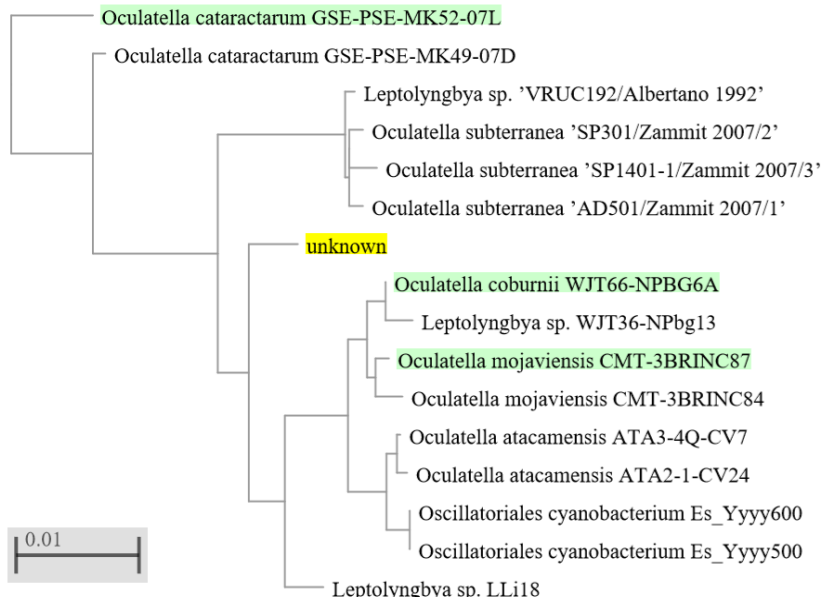 Oculatella cataractarum GSE-PSE-MK52-07L
Oculatella cataractarum GSE-PSE-MK49-07D
Leptolyngbya sp. ’VRUC192/Albertano 1992’
Oculatella subterranea ’SP301/Zammit 2007/2’
Oculatella subterranea ’SP1401-1/Zammit 2007/3’
Oculatella subterranea ’AD501/Zammit 2007/1’
unknown
Oculatella coburnii WJT66-NPBG6A
Leptolyngbya sp. WJT36-NPbg13
Oculatella mojaviensis CMT-3BRINC87
Oculatella mojaviensis CMT-3BRINC84
Oculatella atacamensis ATA3-4Q-CV7
Oculatella atacamensis ATA2-1-CV24
Oscillatoriales cyanobacterium Es_Yyyy600
Oscillatoriales cyanobacterium Es_Yyyy500
0.01
Leptolyngbya sp. LLi18